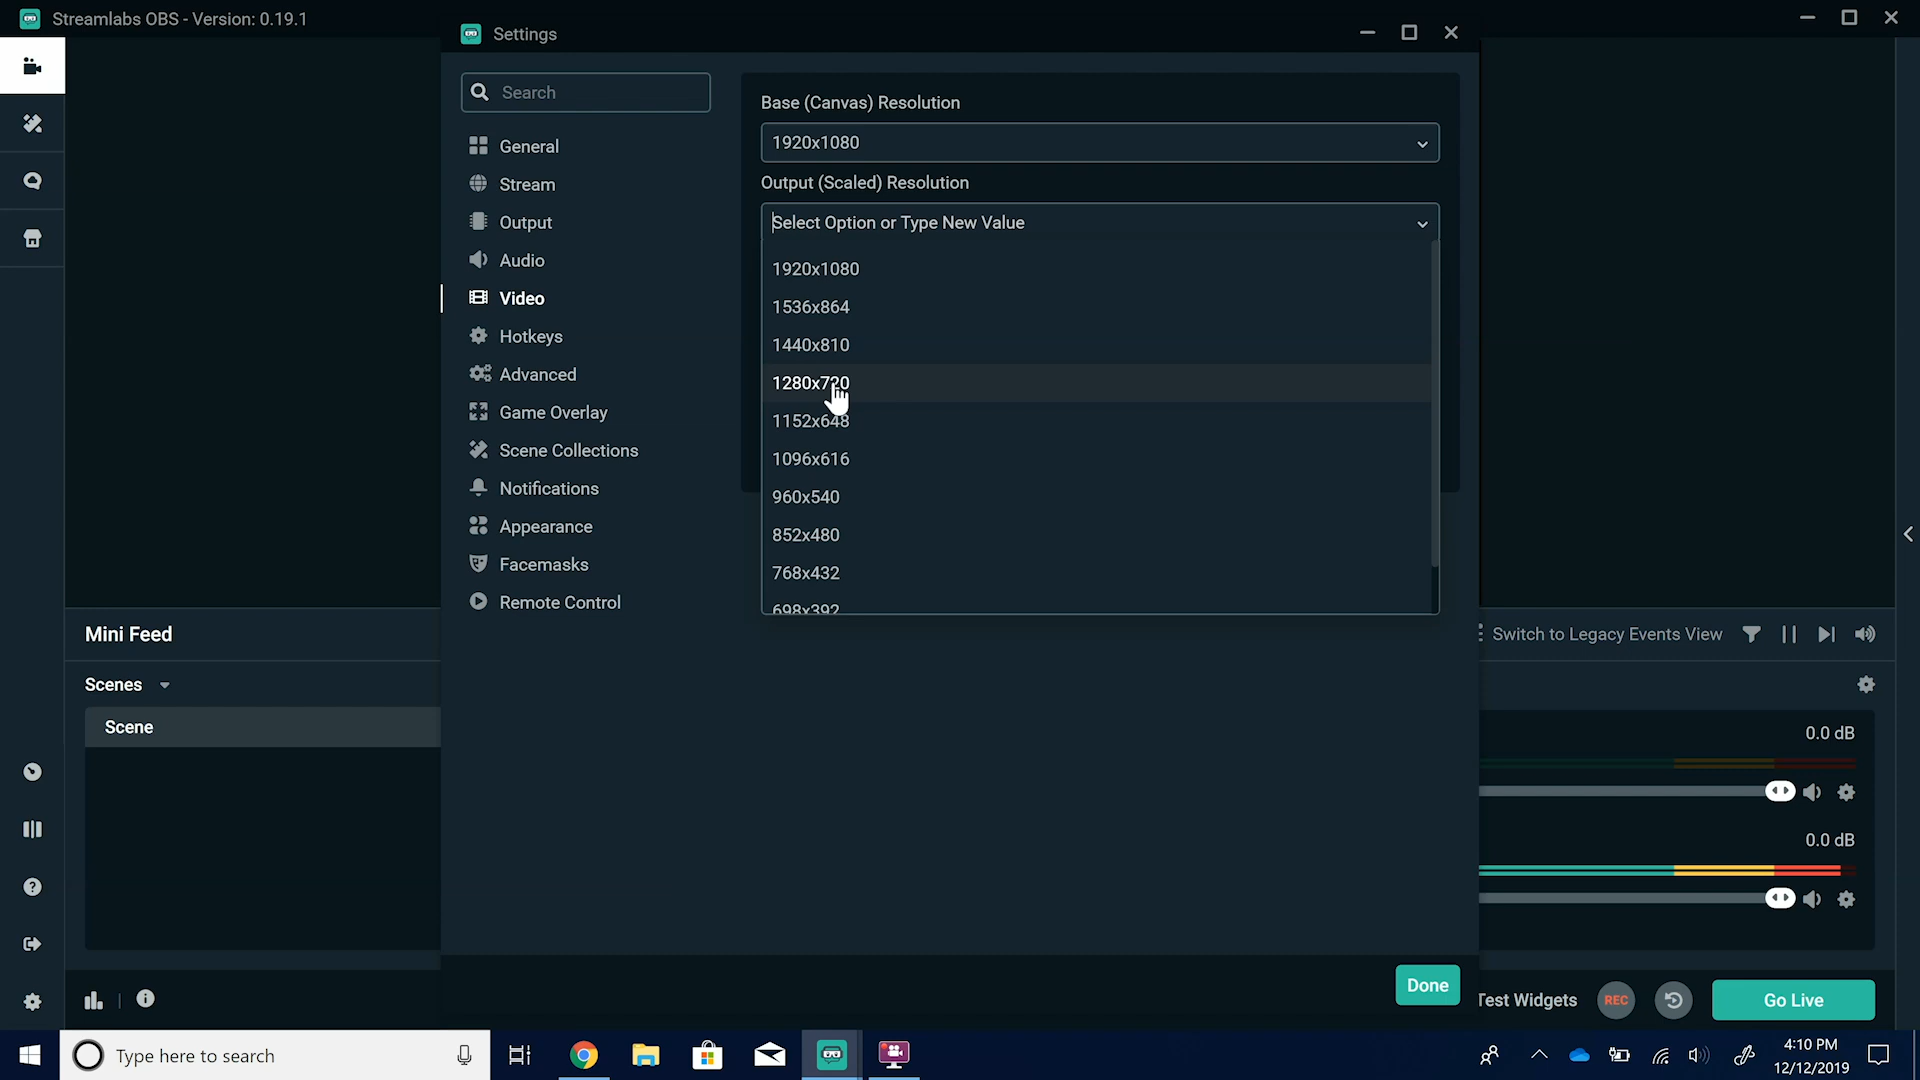 Streamlabs OBS - Version: 0.19.1
Settings
Search
General
Stream
Output
Audio
Video
Hotkeys
Advanced
Game Overlay
Scene Collections
Notifications
Appearance
Facemasks
Remote Control
Base (Canvas) Resolution
1920x1080
Output (Scaled) Resolution
Select Option or Type New Value
1920x1080
1536x864
1440x810
1280x720
1152x648
1096x616
960x540
852x480
768x432
698x392
Done
Mini Feed
Switch to Legacy Events View
Scenes
Scene
0.0 dB
0.0 dB
Test Widgets
REC
Go Live
Type here to search
4:10 PM
12/12/2019